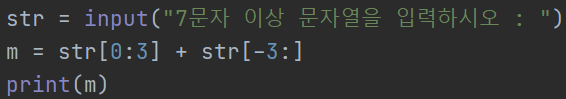 str = input("7문자 이상 문자열을 입력하시오 : ")
m = str[0:3] + str[-3:]
print(m)